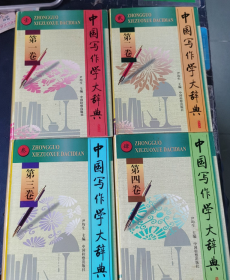 ZHONGGUO
XIEZUOXUE DACIDIAN
中国写作学大辞典
第一卷
ZHONGGUO
XIEZUOXUE DACIDIAN
中国写作学大辞典
第二卷
ZHONGGUO
XIEZUOXUE DACIDIAN
中国写作学大辞典
第三卷
ZHONGGUO
XIEZUOXUE DACIDIAN
中国写作学大辞典
第四卷